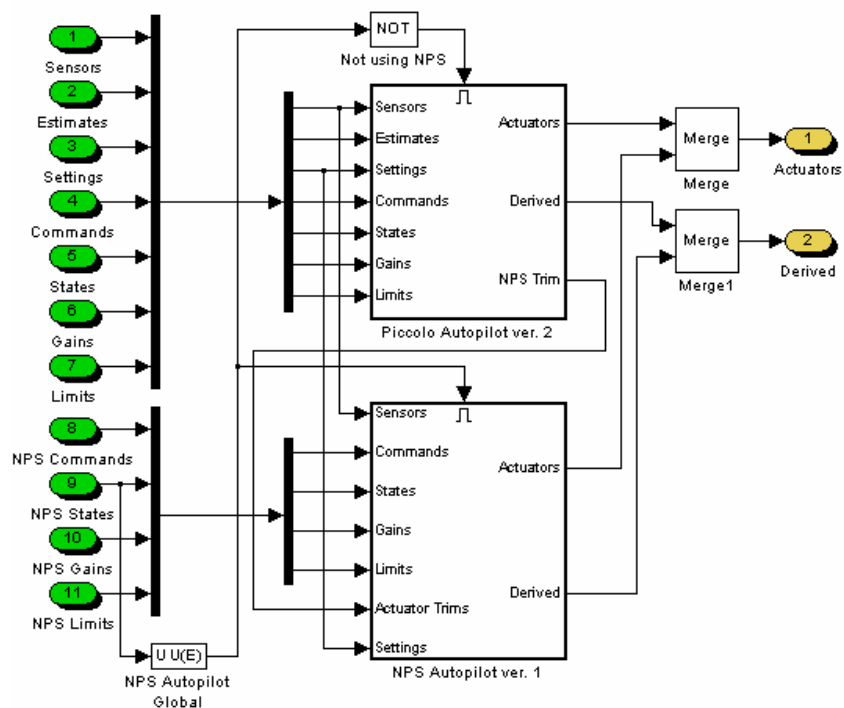 1
Sensors
2
Estimates
3
Settings
4
Commands
5
States
6
Gains
7
Limits
8
NPS Commands
9
NPS States
10
NPS Gains
11
NPS Limits
U U(E)
NPS Autopilot
Global
NOT
Not using NPS
Sensors
Estimates
Settings
Commands
States
Gains
Limits
Actuators
Derived
NPS Trim
Piccolo Autopilot ver. 2
Sensors
Commands
States
Gains
Limits
Actuator Trims
Settings
Actuators
Derived
NPS Autopilot ver. 1
Merge
Merge
Merge
Merge1
1
Actuators
2
Derived